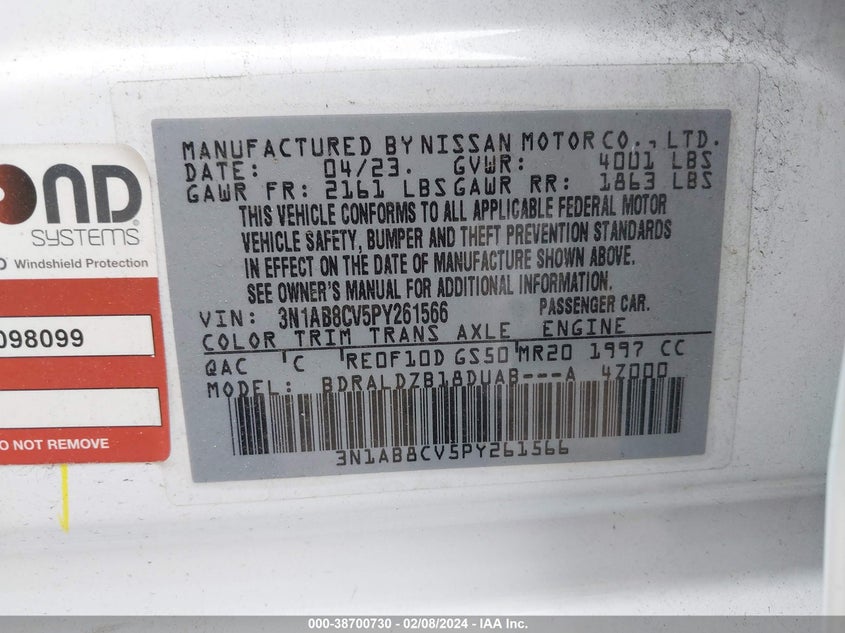 MANUFACTURED BY NISSAN MOTOR CO., LTD.
DATE: 04/23. GVWR: 4001 LBS
GAWR FR: 2161 LBS GAWR RR: 1863 LBS
THIS VEHICLE CONFORMS TO ALL APPLICABLE FEDERAL MOTOR
VEHICLE SAFETY, BUMPER AND THEFT PREVENTION STANDARDS
IN EFFECT ON THE DATE OF MANUFACTURE SHOWN ABOVE.
SEE OWNER'S MANUAL FOR ADDITIONAL INFORMATION.
VIN: 3N1AB8CV5PY261566 PASSENGER CAR.
COLOR TRIM TRANS AXLE ENGINE
QAC C RE0F10D GS50 MR20 1997 CC
MODEL: BDRALDZB18DUAB---A 4Z000
3N1AB8CV5PY261566
OND
SYSTEMS®
Windshield Protection
098099
O NOT REMOVE
000-38700730 - 02/08/2024 - IAA Inc.